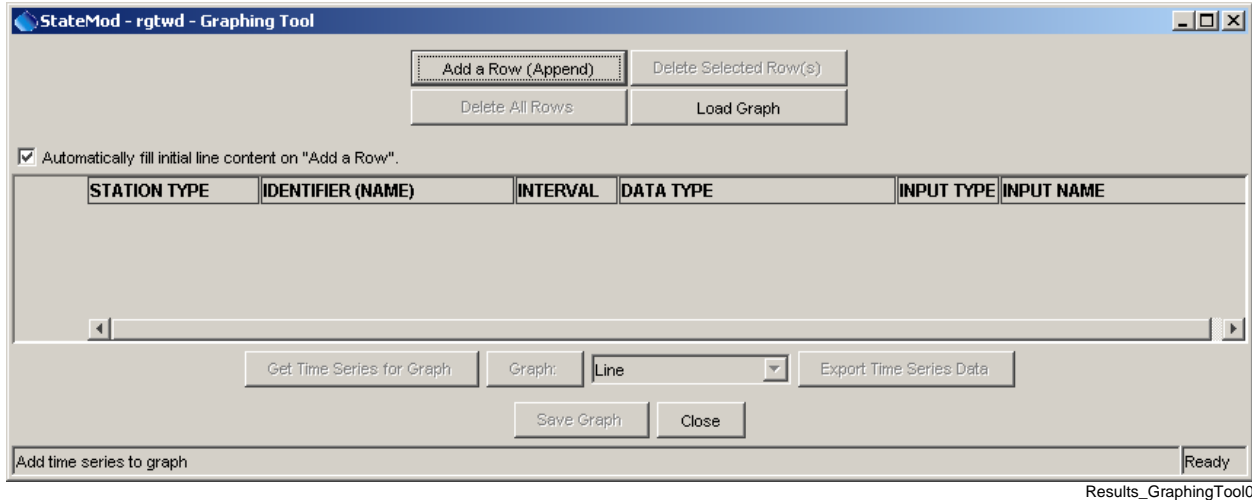 StateMod - rgtwd - Graphing Tool
Add a Row (Append) Delete Selected Row(s)
Delete All Rows Load Graph
Automatically fill initial line content on "Add a Row".
STATION TYPE IDENTIFIER (NAME) INTERVAL DATA TYPE INPUT TYPE INPUT NAME
Get Time Series for Graph Graph: Line Export Time Series Data
Save Graph Close
Add time series to graph Ready
Results_GraphingTool0